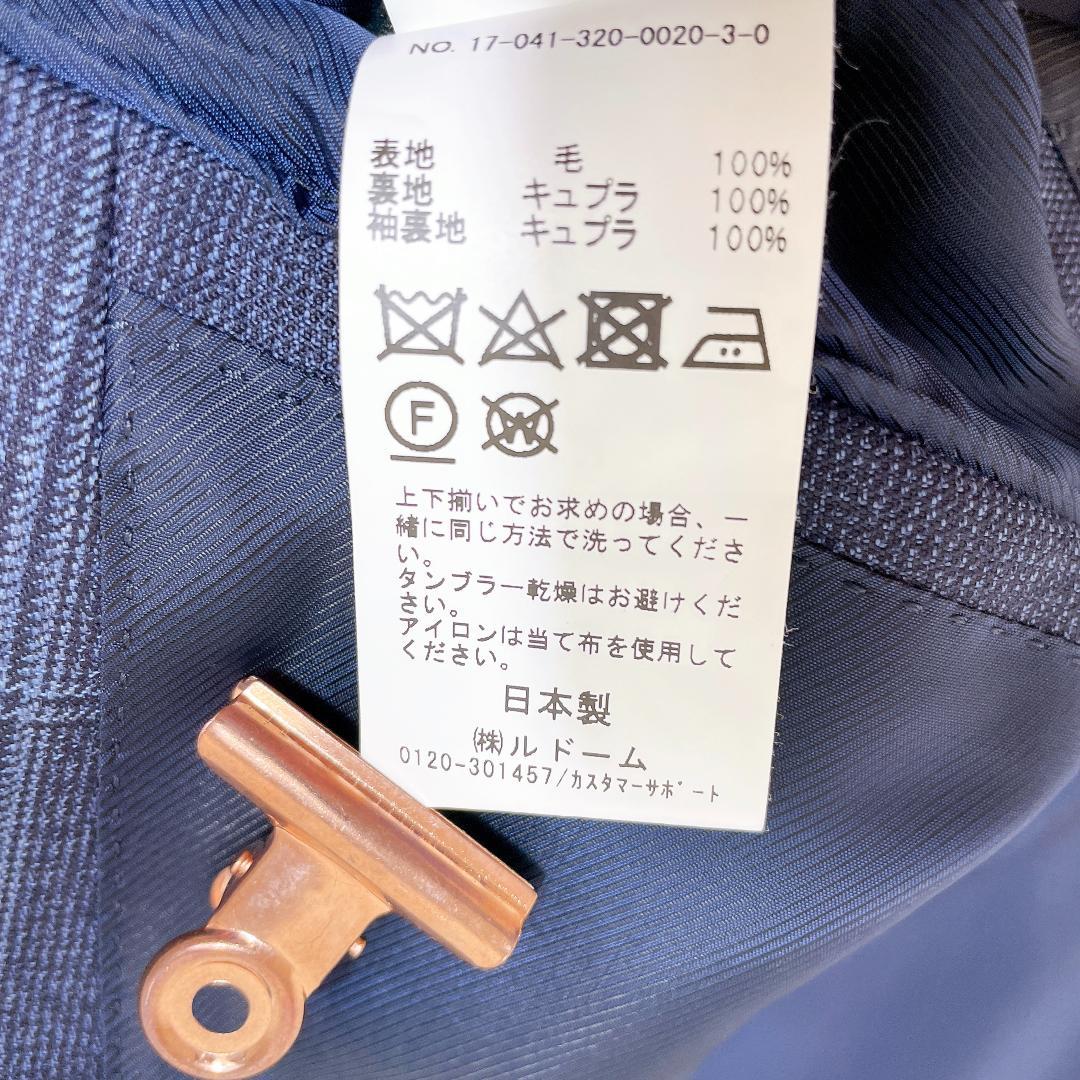 NO. 17-041-320-0020-3-0
表地 毛 100%
裏地 キュプラ 100%
袖裏地 キュプラ 100%
F
W
上下揃いでお求めの場合、一
緒に同じ方法で洗ってくださ
い。
タンブラー乾燥はお避けくだ
さい。
アイロンは当て布を使用して
ください。
日本製
㈱ルドーム
0120-301457/ｶｽﾀﾏｰｻﾎﾟｰﾄ